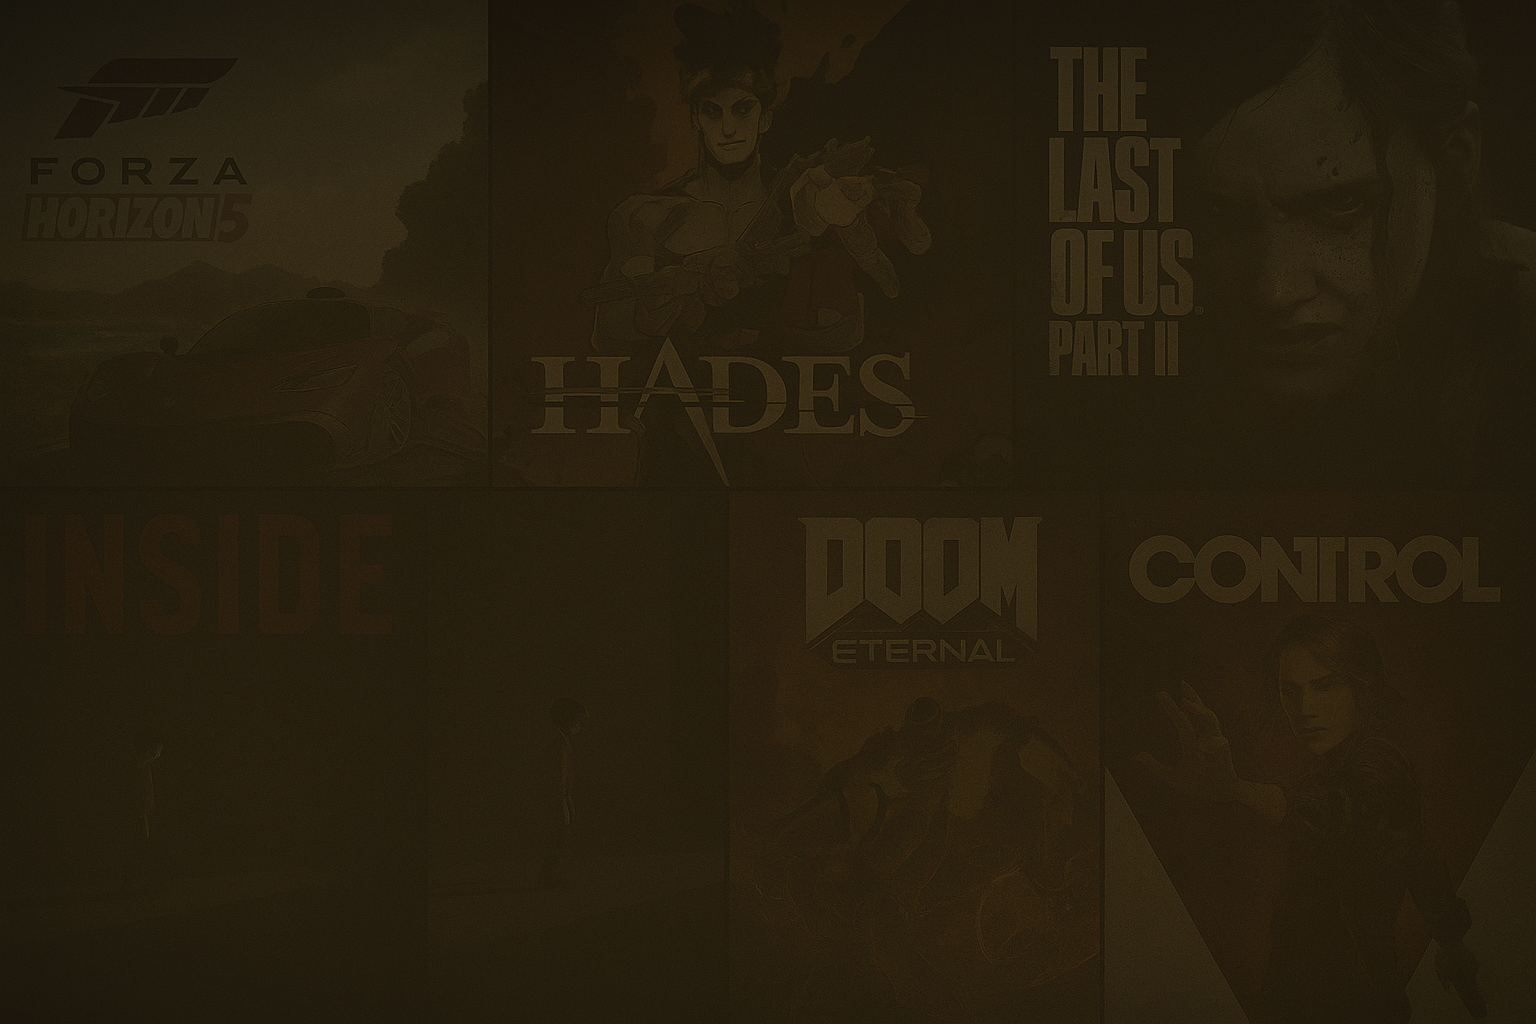 FORZA
HORIZON 5
HADES
THE
LAST
OF US
PART II
INSIDE
DOOM
ETERNAL
CONTROL